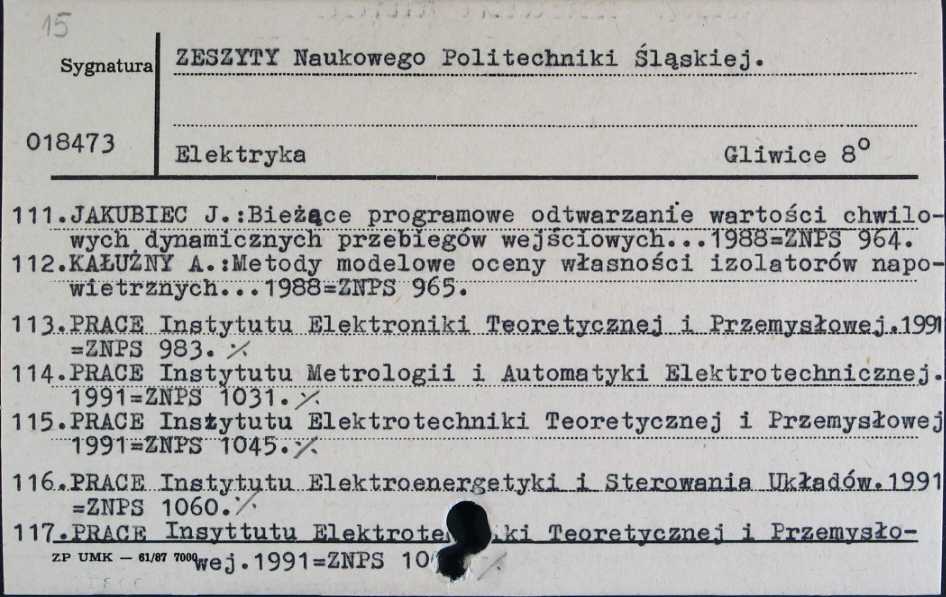 15
Sygnatura
ZESZYTY Naukowego Politechniki Śląskiej.
018473
Elektryka Gliwice 8⁰
111.JAKUBIEC J.:Bieżące programowe odtwarzanie wartości chwilo-
wych dynamicznych przebiegów wejściowych...1988=ZNPS 964.
112.KAŁUŻNY A.:Metody modelowe oceny własności izolatorów napo-
wietrznych...1988=ZNPS 965.
113.PRACE Instytutu Elektroniki Teoretycznej i Przemysłowej.1991
=ZNPS 983. ·/.
114.PRACE Instytutu Metrologii i Automatyki Elektrotechnicznej.
1991=ZNPS 1031.·/.
115.PRACE Instytutu Elektrotechniki Teoretycznej i Przemysłowej
1991=ZNPS 1045.·/.
116.PRACE Instytutu Elektroenergetyki i Sterowania Układów.1991
=ZNPS 1060.·/.
117.PRACE Insyttutu i Teoretycznej i Przemysło-
ZP UMK — 61/87 7000
wej.1991=ZNPS